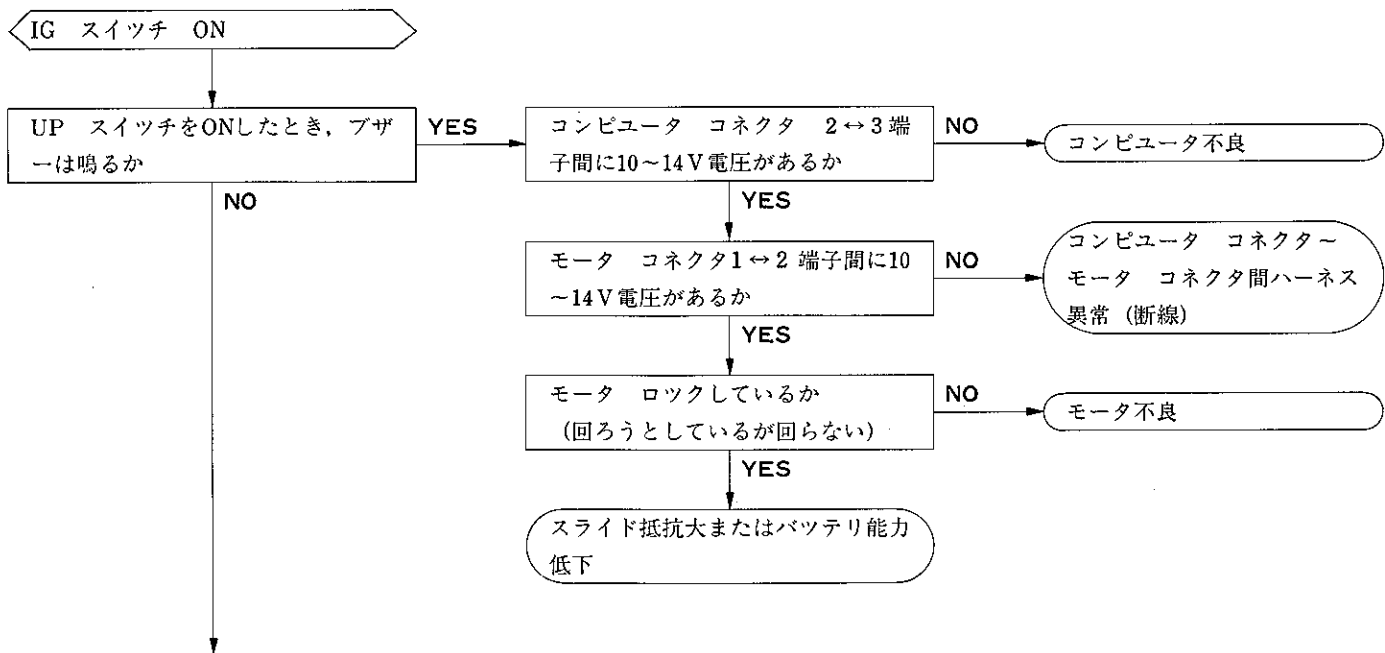 IG スイッチ ON
UP スイッチをONしたとき，ブザ
ーは鳴るか
YES
NO
コンピユータ コネクタ 2↔3端
子間に10～14V電圧があるか
NO
コンピユータ不良
YES
モータ コネクタ1↔2端子間に10
～14V電圧があるか
NO
コンピユータ コネクタ～
モータ コネクタ間ハーネス
異常（断線）
YES
モータ ロツクしているか
（回ろうとしているが回らない）
NO
モータ不良
YES
スライド抵抗大またはバツテリ能力
低下